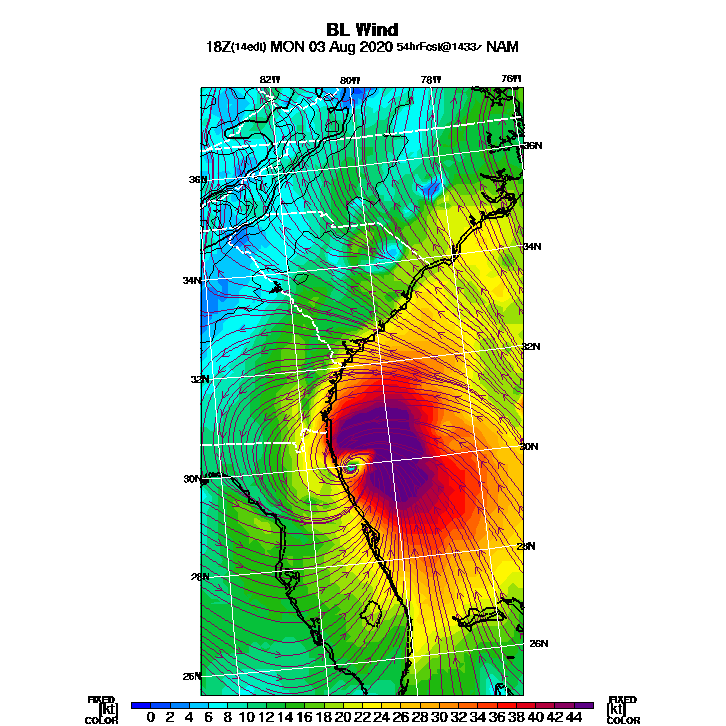 BL Wind
18Z(14edt) MON 03 Aug 2020 54hrFcst@1433z NAM
82W 80W 78W 76W
36N
36N
34N
34N
32N
32N
30N
30N
28N
28N
26N
26N
FIXED FIXED
[kt] 0 2 4 6 8 10 12 14 16 18 20 22 24 26 28 30 32 34 36 38 40 42 44 [kt]
COLOR COLOR